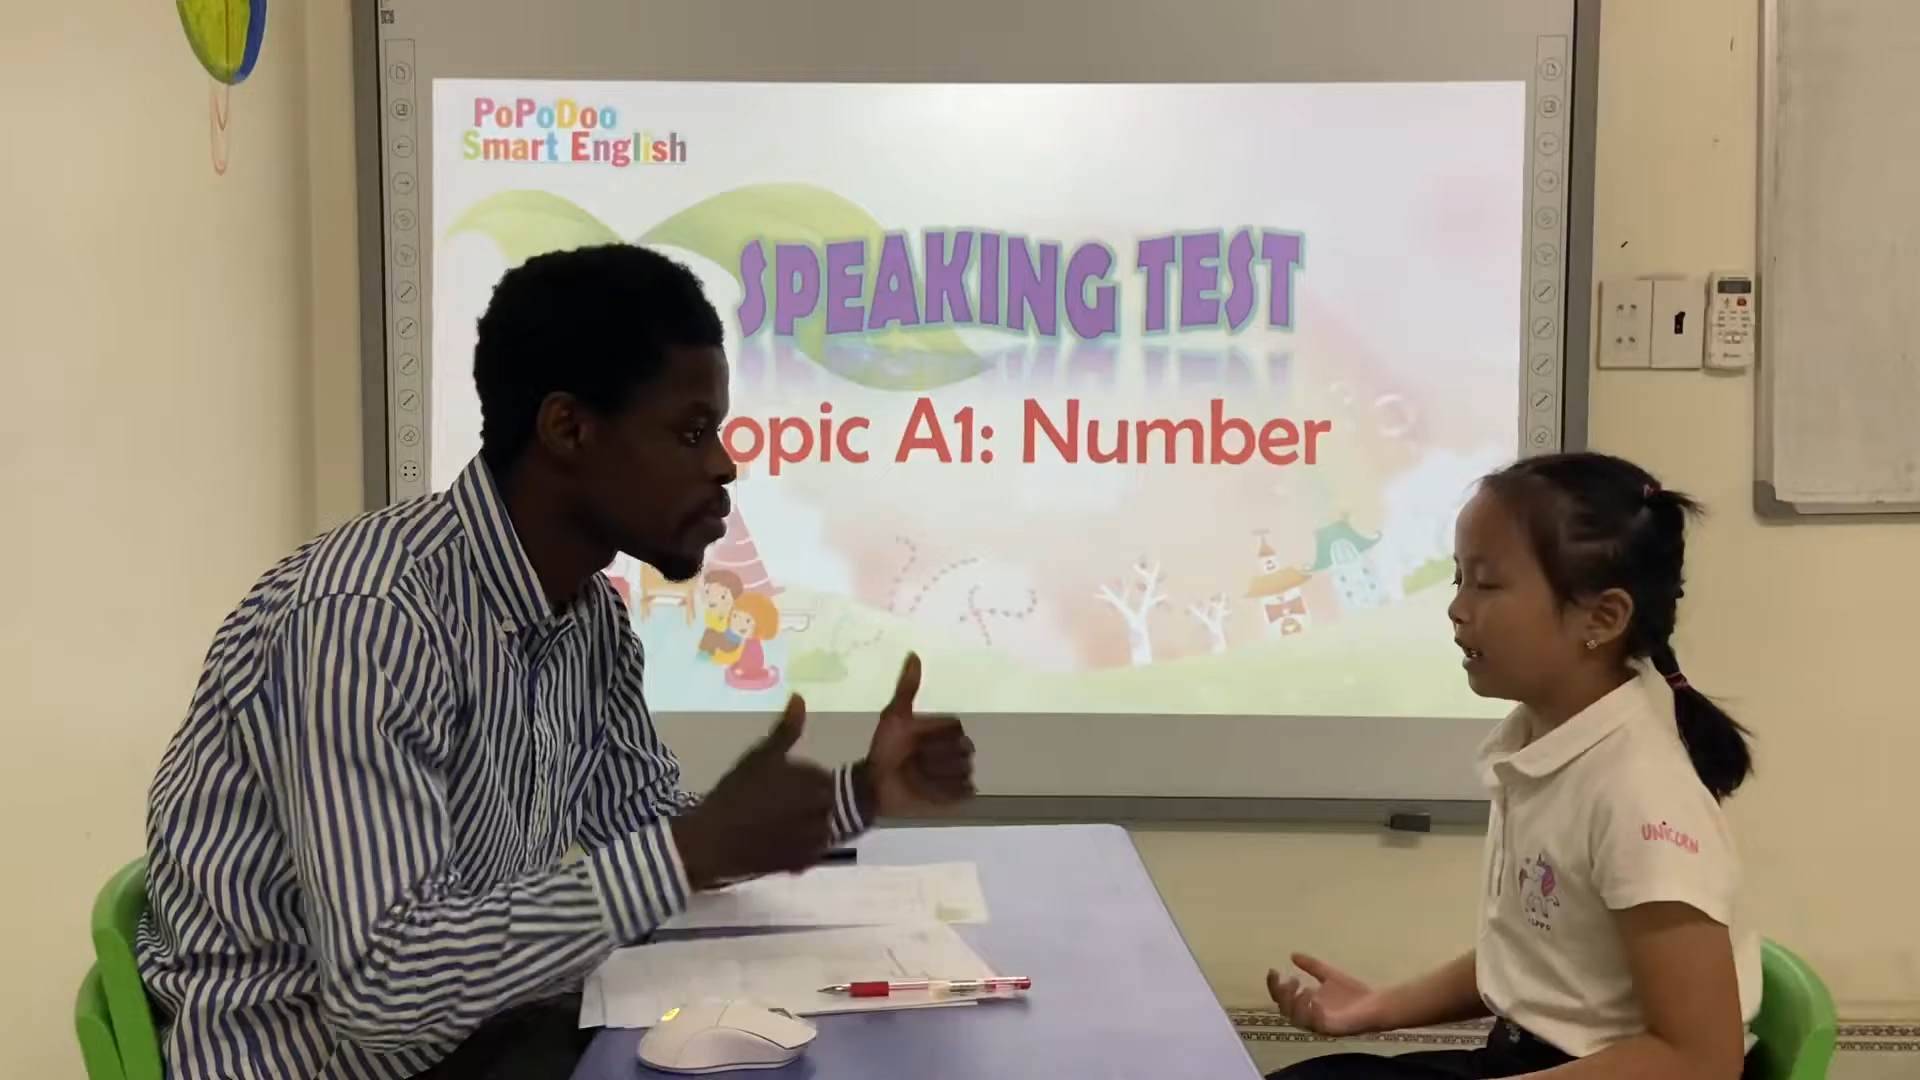 PoPoDoo
Smart English
SPEAKING TEST
opic A1: Number
UNICORN